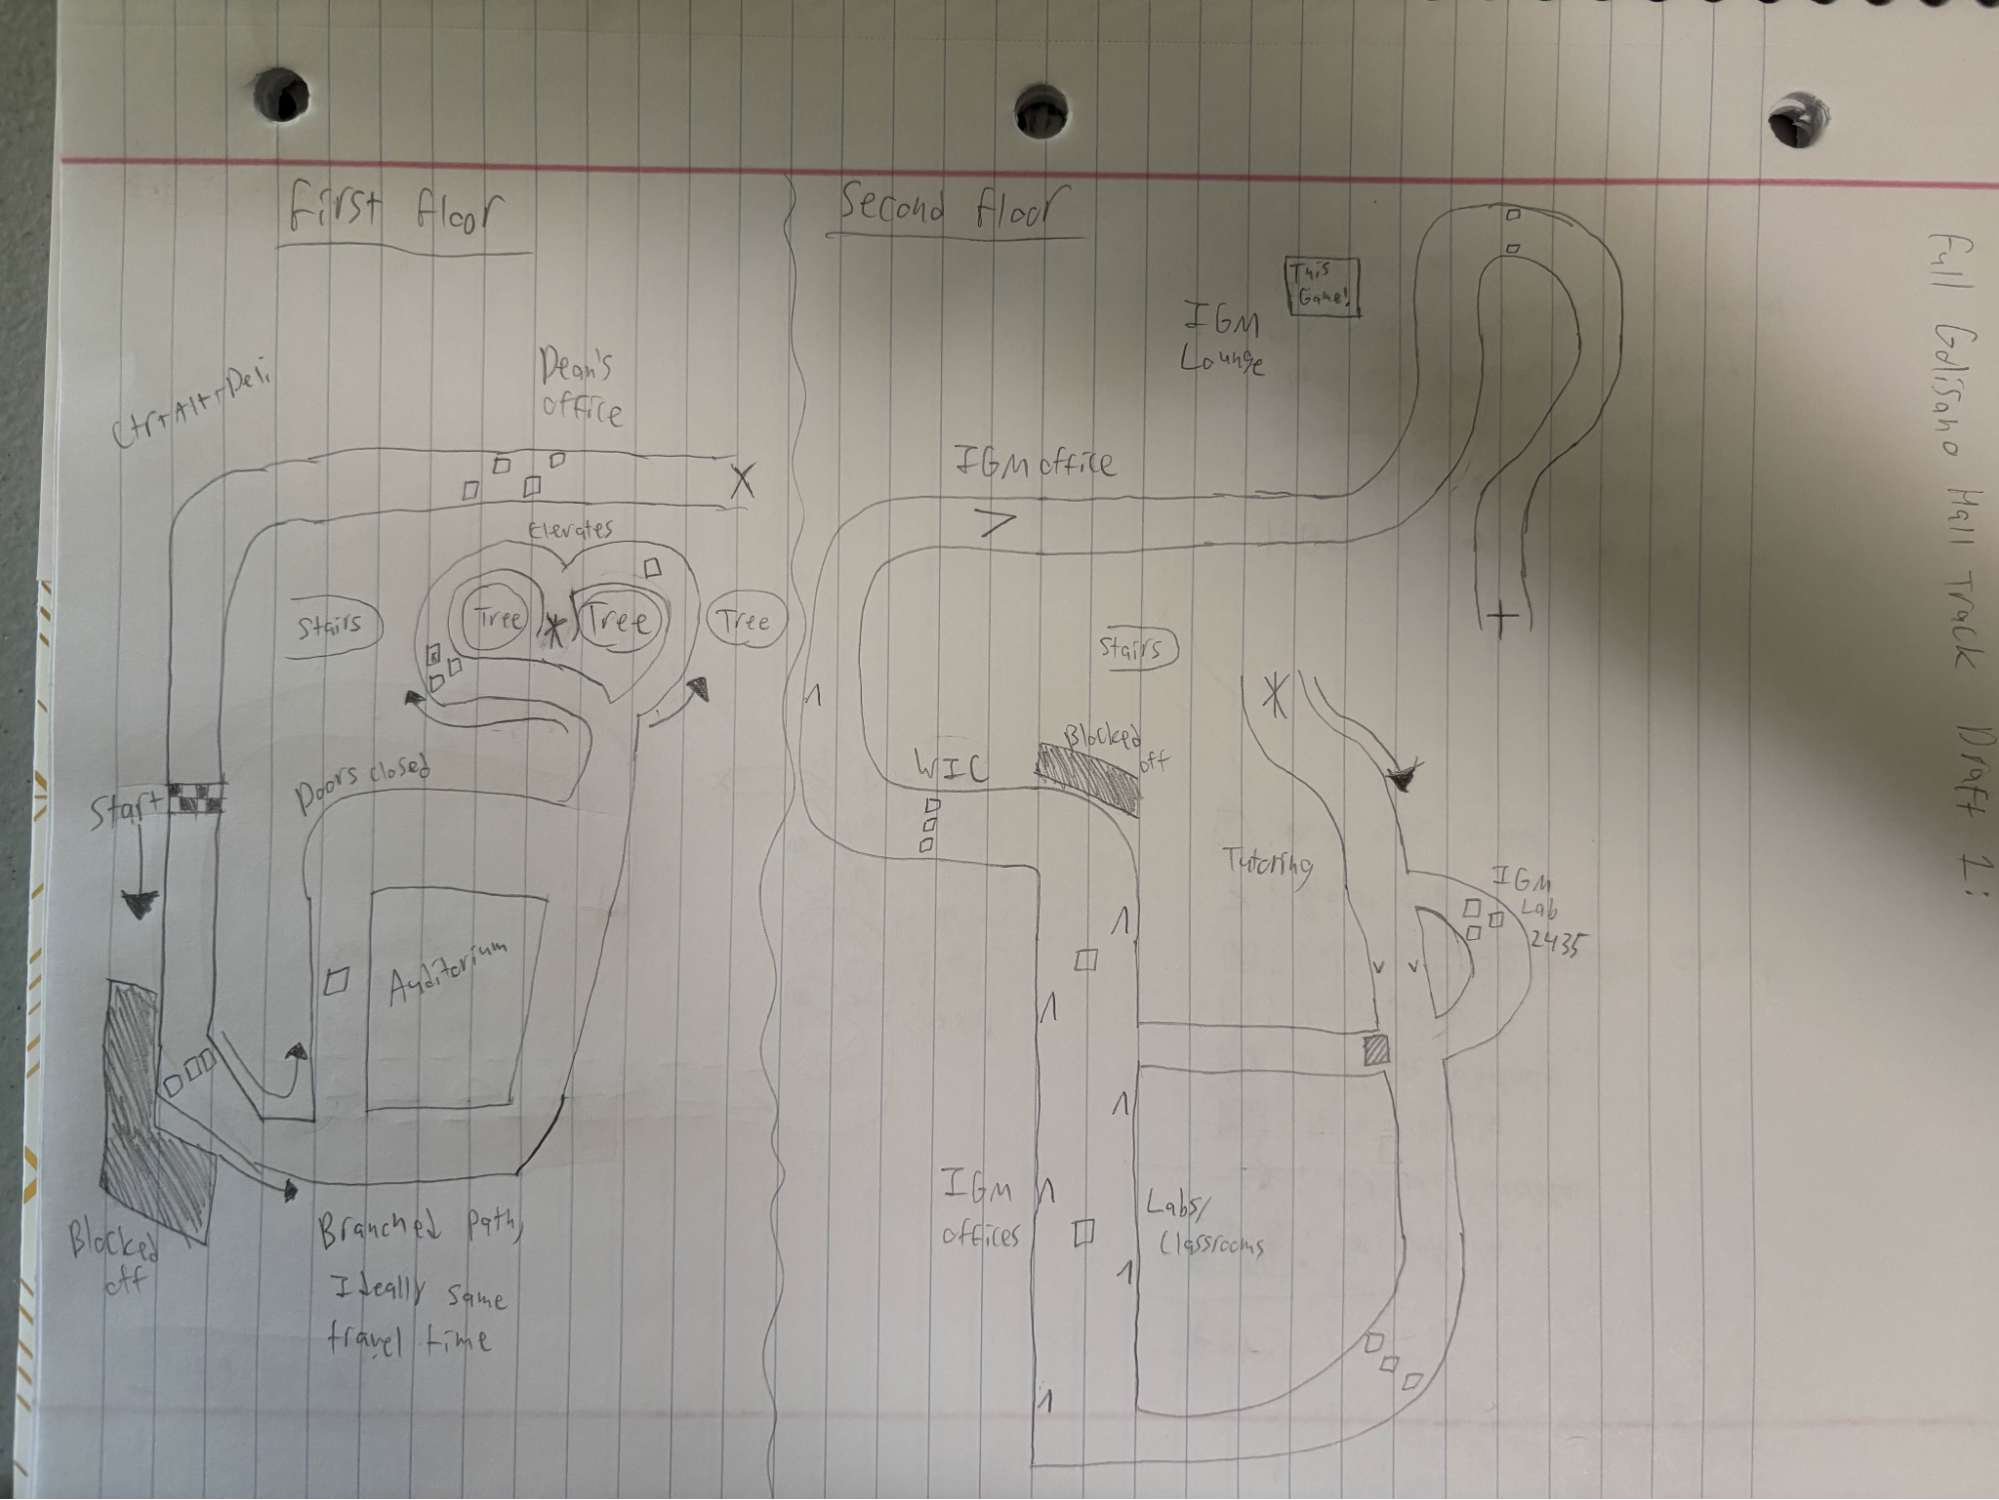 Full Golisano Hall Track Draft 1:
First floor
Ctr+Alt+Deli
Dean's
office
X
Elevates
Stairs
Tree
*
Tree
Tree
Doors closed
Start
Auditorium
Blocked
off
Branched path,
Ideally same
travel time
Second floor
This
Game!
IGM
Lounge
IGM office
>
Stairs
*
Blocked
off
WIC
Tutoring
IGM
Lab
2435
IGM
offices
Labs/
Classrooms